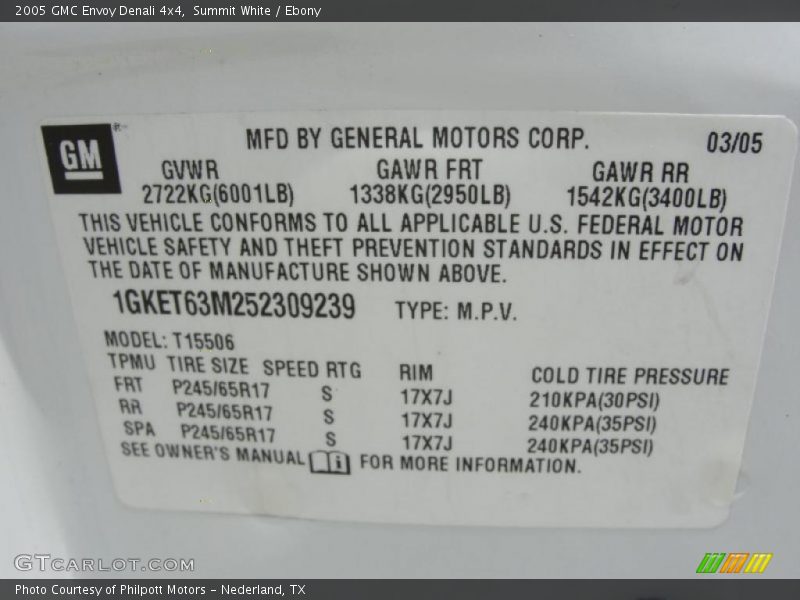 2005 GMC Envoy Denali 4x4, Summit White / Ebony
GM
MFD BY GENERAL MOTORS CORP. 03/05
GVWR GAWR FRT GAWR RR
2722KG(6001LB) 1338KG(2950LB) 1542KG(3400LB)
THIS VEHICLE CONFORMS TO ALL APPLICABLE U.S. FEDERAL MOTOR
VEHICLE SAFETY AND THEFT PREVENTION STANDARDS IN EFFECT ON
THE DATE OF MANUFACTURE SHOWN ABOVE.
1GKET63M252309239 TYPE: M.P.V.
MODEL: T15506
TPMU TIRE SIZE SPEED RTG RIM COLD TIRE PRESSURE
FRT P245/65R17 S 17X7J 210KPA(30PSI)
RR P245/65R17 S 17X7J 240KPA(35PSI)
SPA P245/65R17 S 17X7J 240KPA(35PSI)
SEE OWNER'S MANUAL i FOR MORE INFORMATION.
GTCARLOT.COM
Photo Courtesy of Philpott Motors - Nederland, TX